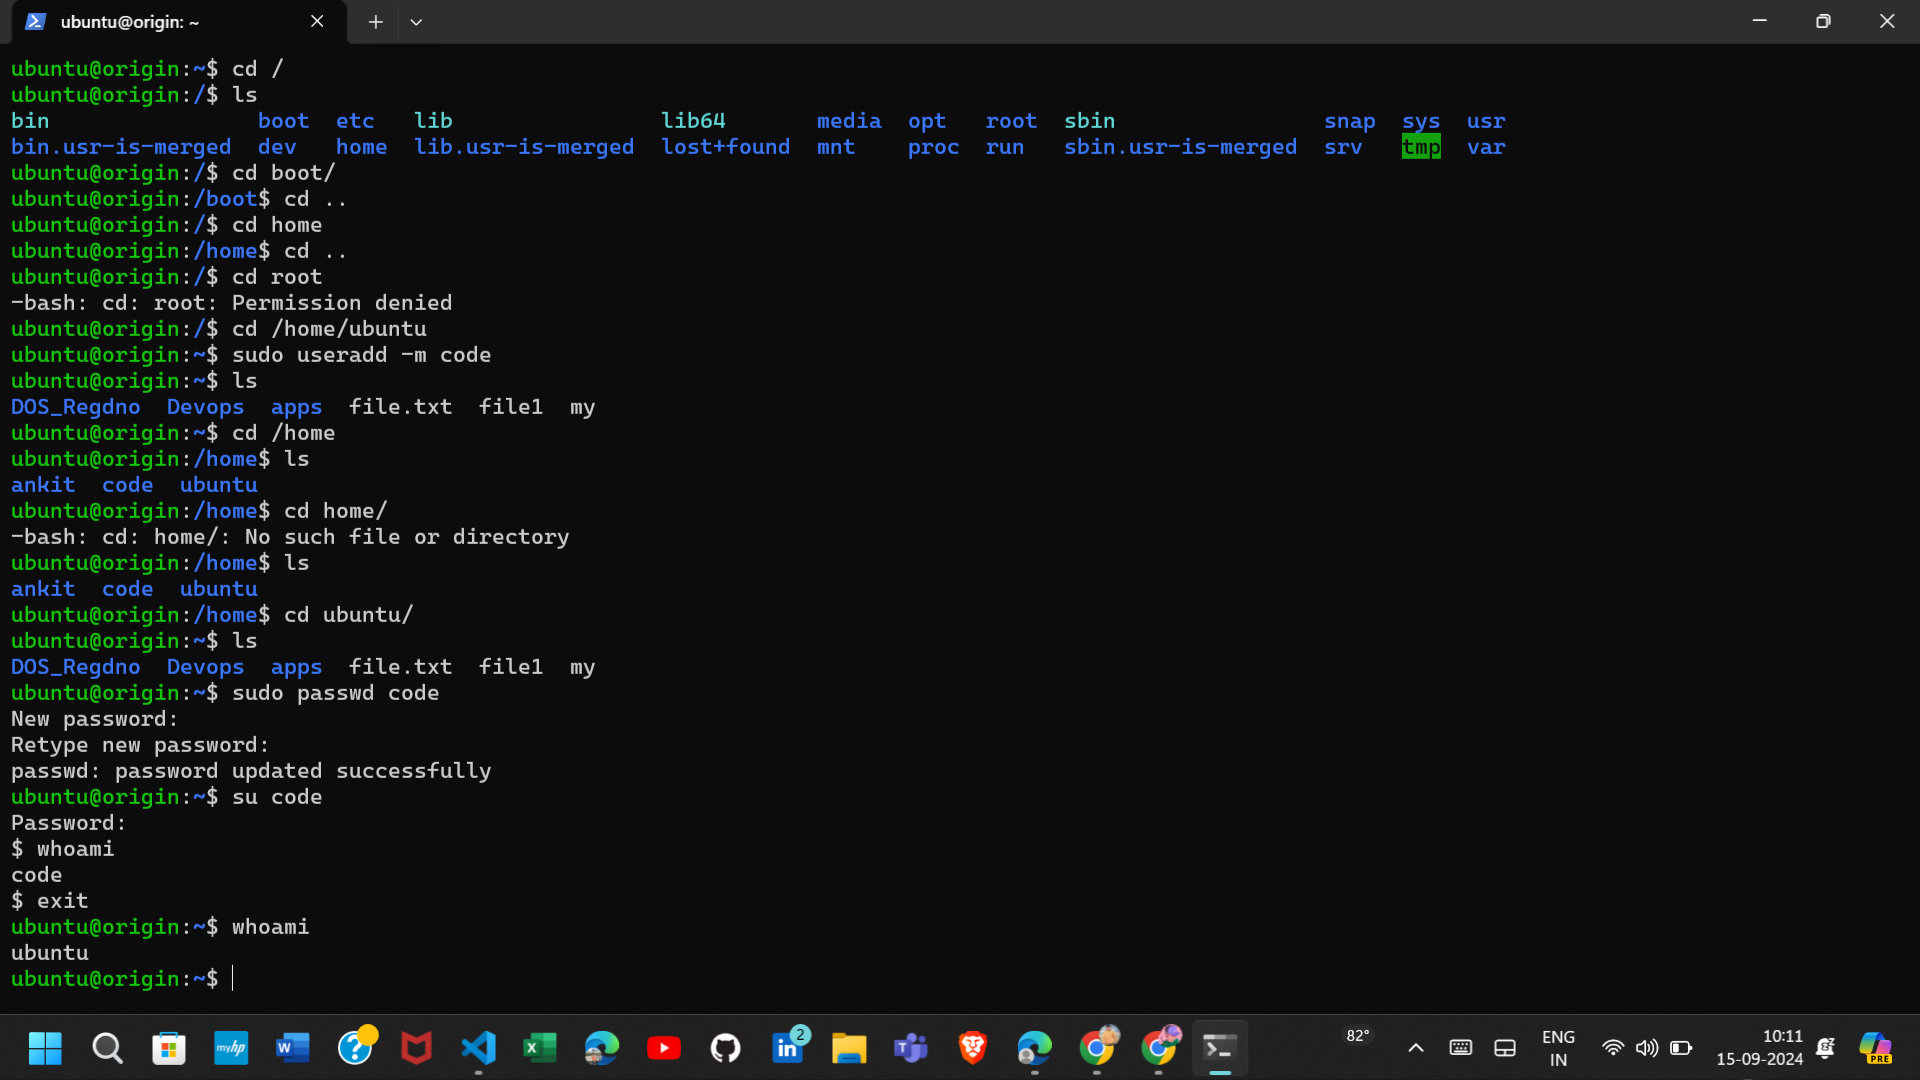 ubuntu@origin: ~
ubuntu@origin:~$ cd /
ubuntu@origin:/$ ls
bin                boot  etc   lib                lib64       media  opt   root  sbin                snap  sys  usr
bin.usr-is-merged  dev   home  lib.usr-is-merged  lost+found  mnt    proc  run   sbin.usr-is-merged  srv   tmp  var
ubuntu@origin:/$ cd boot/
ubuntu@origin:/boot$ cd ..
ubuntu@origin:/$ cd home
ubuntu@origin:/home$ cd ..
ubuntu@origin:/$ cd root
-bash: cd: root: Permission denied
ubuntu@origin:/$ cd /home/ubuntu
ubuntu@origin:~$ sudo useradd -m code
ubuntu@origin:~$ ls
DOS_Regdno  Devops  apps  file.txt  file1  my
ubuntu@origin:~$ cd /home
ubuntu@origin:/home$ ls
ankit  code  ubuntu
ubuntu@origin:/home$ cd home/
-bash: cd: home/: No such file or directory
ubuntu@origin:/home$ ls
ankit  code  ubuntu
ubuntu@origin:/home$ cd ubuntu/
ubuntu@origin:~$ ls
DOS_Regdno  Devops  apps  file.txt  file1  my
ubuntu@origin:~$ sudo passwd code
New password:
Retype new password:
passwd: password updated successfully
ubuntu@origin:~$ su code
Password:
$ whoami
code
$ exit
ubuntu@origin:~$ whoami
ubuntu
ubuntu@origin:~$
myhp
W
?
X
in
2
T
82°
ENG
IN
10:11
15-09-2024
PRE